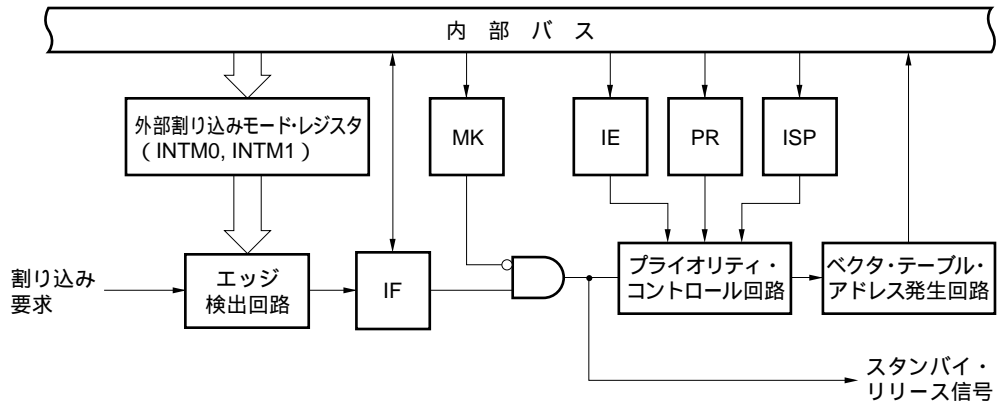 内部バス
外部割り込みモード・レジスタ
（INTM0, INTM1）
MK
IE
PR
ISP
割り込み
要求
エッジ
検出回路
IF
プライオリティ・
コントロール回路
ベクタ・テーブル・
アドレス発生回路
スタンバイ・
リリース信号